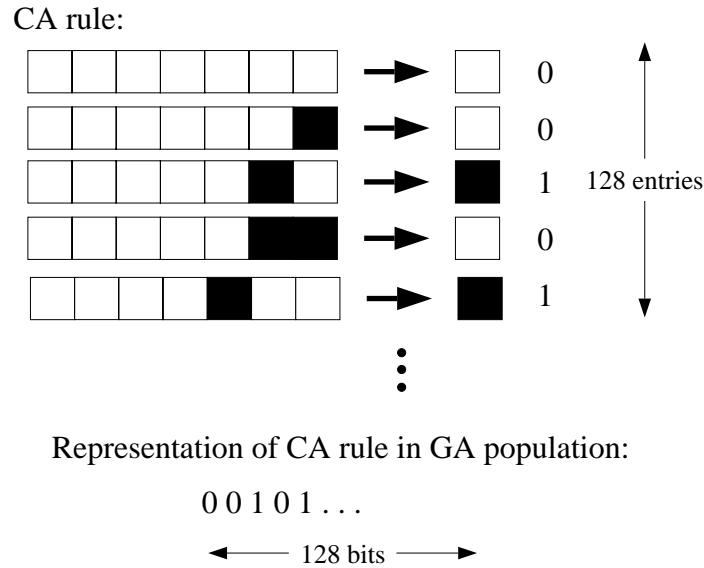 CA rule:
0
0
1
128 entries
0
1
Representation of CA rule in GA population:
0 0 1 0 1 . . .
128 bits